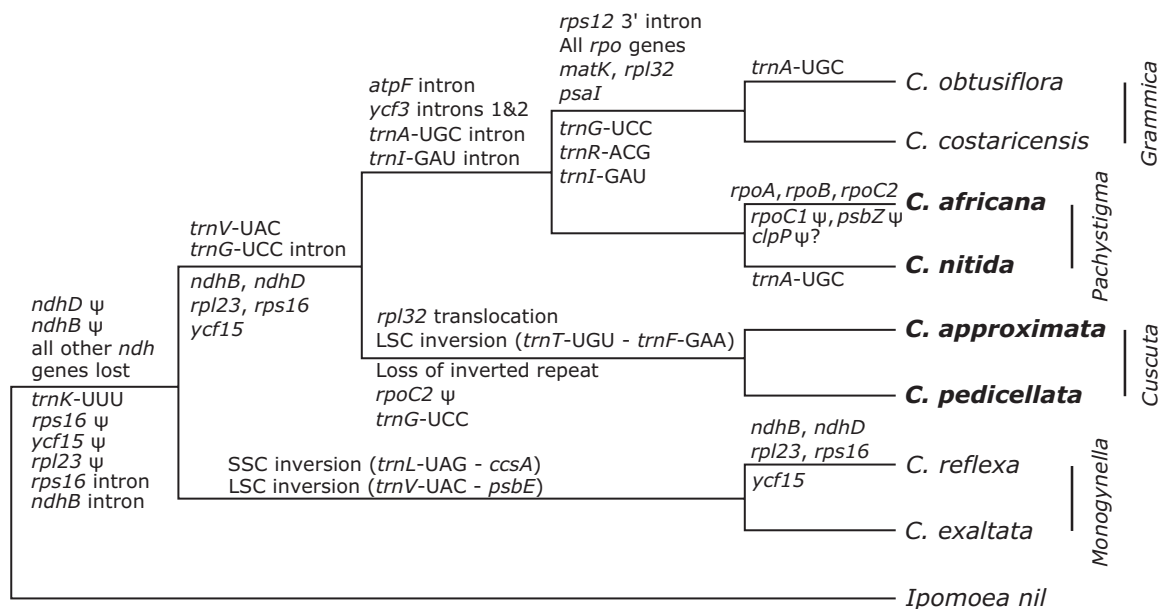 rps12 3' intron
All rpo genes
matK, rpl32
psaI
trnG-UCC
trnR-ACG
trnI-GAU
atpF intron
ycf3 introns 1&2
trnA-UGC intron
trnI-GAU intron
trnA-UGC
C. obtusiflora
C. costaricensis
Grammica
rpoA, rpoB, rpoC2
rpoC1 ψ, psbZ ψ
clpP ψ?
trnA-UGC
C. africana
C. nitida
Pachystigma
trnV-UAC
trnG-UCC intron
ndhB, ndhD
rpl23, rps16
ycf15
rpl32 translocation
LSC inversion (trnT-UGU - trnF-GAA)
Loss of inverted repeat
rpoC2 ψ
trnG-UCC
C. approximata
C. pedicellata
Cuscuta
ndhD ψ
ndhB ψ
all other ndh
genes lost
trnK-UUU
rps16 ψ
ycf15 ψ
rpl23 ψ
rps16 intron
ndhB intron
SSC inversion (trnL-UAG - ccsA)
LSC inversion (trnV-UAC - psbE)
ndhB, ndhD
rpl23, rps16
ycf15
C. reflexa
C. exaltata
Monogynella
Ipomoea nil